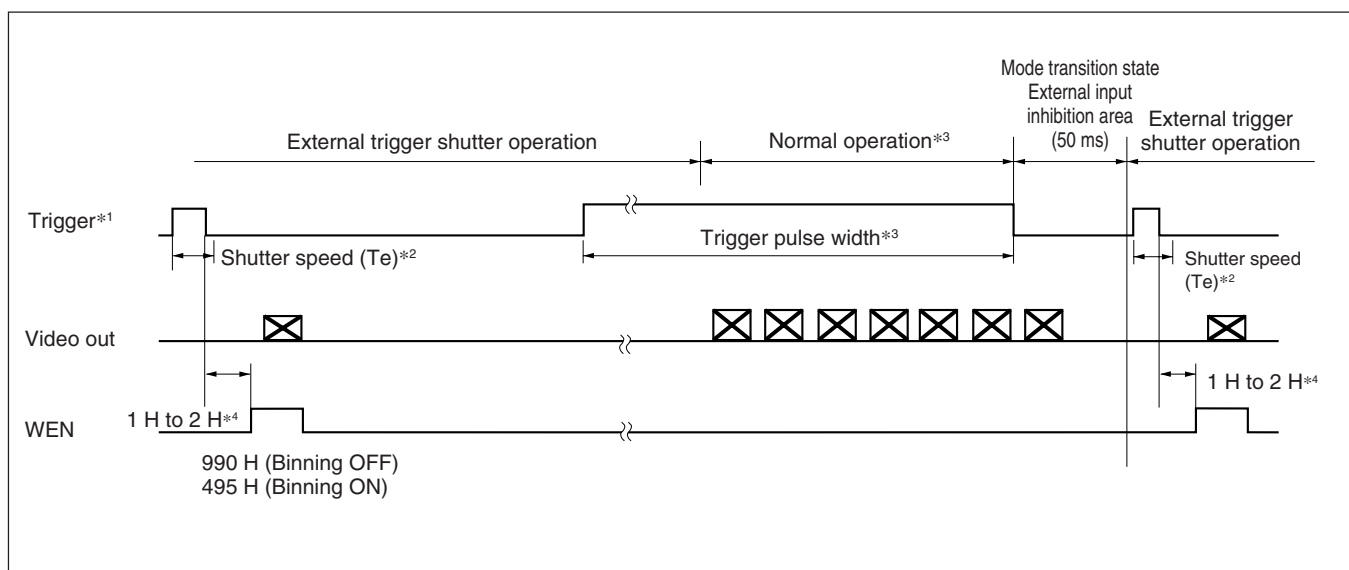 Mode transition state
External input
inhibition area
(50 ms)
External trigger shutter operation
Normal operation*3
External trigger
shutter operation
Trigger*1
Trigger pulse width*3
Shutter speed (Te)*2
Shutter speed
(Te)*2
Video out
1 H to 2 H*4
1 H to 2 H*4
WEN
990 H (Binning OFF)
495 H (Binning ON)